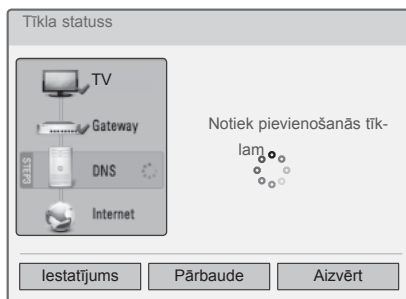 Tīkla statuss
TV
Gateway
STEP3
DNS
Internet
Notiek pievienošanās tīk-
lam
Iestatījums
Pārbaude
Aizvērt